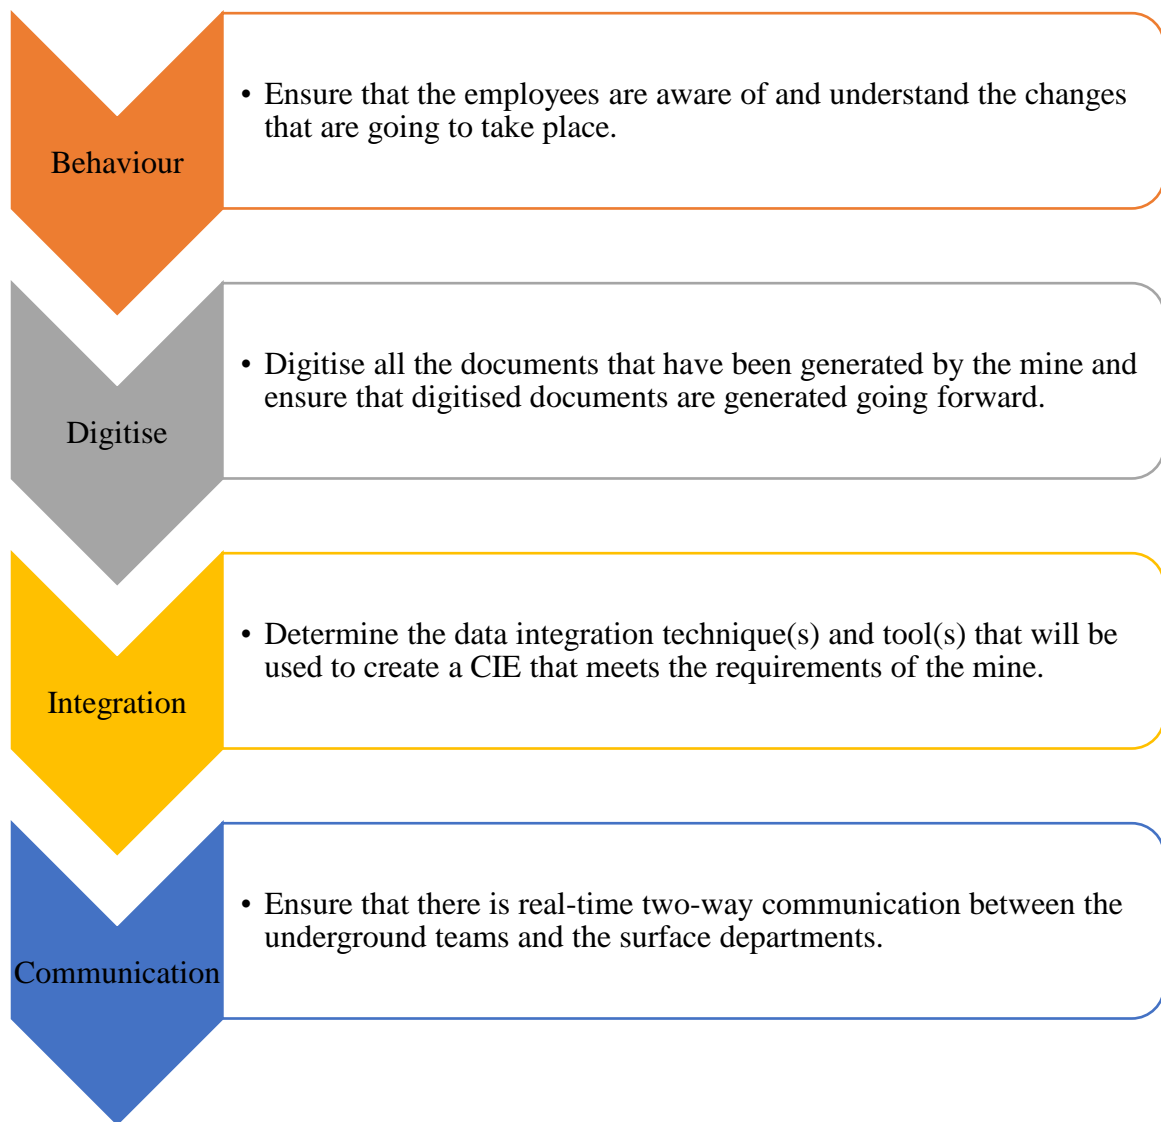 Behaviour
• Ensure that the employees are aware of and understand the changes
that are going to take place.
Digitise
• Digitise all the documents that have been generated by the mine and
ensure that digitised documents are generated going forward.
Integration
• Determine the data integration technique(s) and tool(s) that will be
used to create a CIE that meets the requirements of the mine.
Communication
• Ensure that there is real-time two-way communication between the
underground teams and the surface departments.